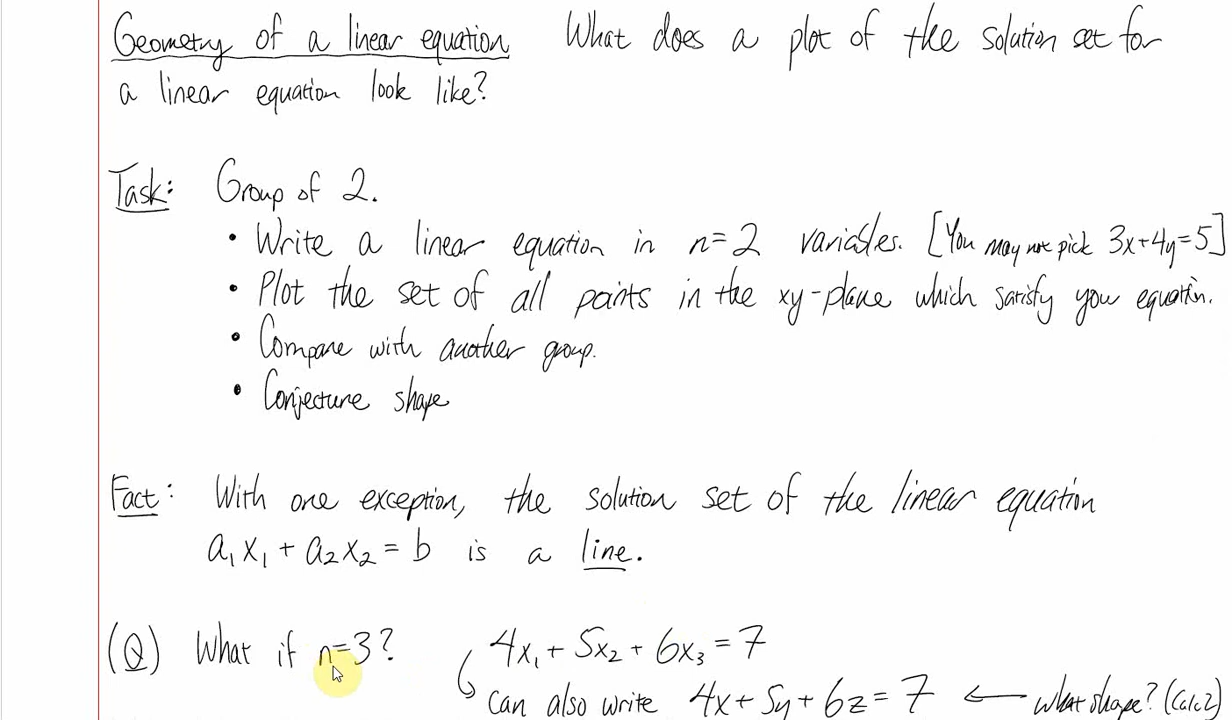 Geometry of a linear equation What does a plot of the solution set for
a linear equation look like?
Task: Group of 2.
• Write a linear equation in n=2 variables. [You may not pick 3x+4y=5]
• Plot the set of all points in the xy-plane which satisfy you equation.
• Compare with another group.
• Conjecture shape
Fact: With one exception, the solution set of the linear equation
a₁x₁ + a₂x₂ = b is a line.
(Q) What if n=3? 4x₁ + 5x₂ + 6x₃ = 7
can also write 4x + 5y + 6z = 7 ← what shape? (Calc 2)